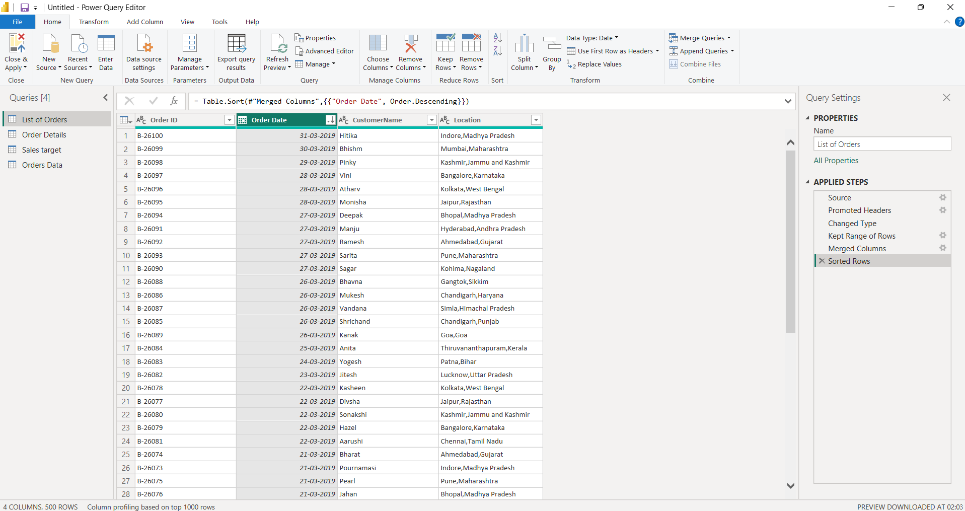 Untitled - Power Query Editor
File Home Transform Add Column View Tools Help
Close & Apply
New Source
Recent Sources
Enter Data
Data source settings
Manage Parameters
Export query results
Refresh Preview
Properties
Advanced Editor
Manage
Choose Columns
Remove Columns
Keep Rows
Remove Rows
Split Column
Group By
Data Type: Date
Use First Row as Headers
Replace Values
Merge Queries
Append Queries
Combine Files
Close New Query Data Sources Parameters Output Data Query Manage Columns Reduce Rows Sort Transform Combine
Queries [4]
List of Orders
Order Details
Sales target
Orders Data
= Table.Sort(#"Merged Columns",{{"Order Date", Order.Descending}})
Order ID Order Date CustomerName Location
1 B-26100 31-03-2019 Hitika Indore,Madhya Pradesh
2 B-26099 30-03-2019 Bhishm Mumbai,Maharashtra
3 B-26098 29-03-2019 Pinky Kashmir,Jammu and Kashmir
4 B-26097 28-03-2019 Vini Bangalore,Karnataka
5 B-26096 28-03-2019 Atharv Kolkata,West Bengal
6 B-26095 28-03-2019 Monisha Jaipur,Rajasthan
7 B-26094 27-03-2019 Deepak Bhopal,Madhya Pradesh
8 B-26091 27-03-2019 Manju Hyderabad,Andhra Pradesh
9 B-26092 27-03-2019 Ramesh Ahmedabad,Gujarat
10 B-26093 27-03-2019 Sarita Pune,Maharashtra
11 B-26090 27-03-2019 Sagar Kohima,Nagaland
12 B-26088 26-03-2019 Bhavna Gangtok,Sikkim
13 B-26086 26-03-2019 Mukesh Chandigarh,Haryana
14 B-26087 26-03-2019 Vandana Simla,Himachal Pradesh
15 B-26085 26-03-2019 Shrichand Chandigarh,Punjab
16 B-26089 26-03-2019 Kanak Goa,Goa
17 B-26084 25-03-2019 Anita Thiruvananthapuram,Kerala
18 B-26083 24-03-2019 Yogesh Patna,Bihar
19 B-26082 23-03-2019 Jitesh Lucknow,Uttar Pradesh
20 B-26078 22-03-2019 Kasheen Kolkata,West Bengal
21 B-26077 22-03-2019 Divsha Jaipur,Rajasthan
22 B-26080 22-03-2019 Sonakshi Kashmir,Jammu and Kashmir
23 B-26079 22-03-2019 Hazel Bangalore,Karnataka
24 B-26081 22-03-2019 Aarushi Chennai,Tamil Nadu
25 B-26074 21-03-2019 Bharat Ahmedabad,Gujarat
26 B-26073 21-03-2019 Pournamasi Indore,Madhya Pradesh
27 B-26075 21-03-2019 Pearl Pune,Maharashtra
28 B-26076 21-03-2019 Jahan Bhopal,Madhya Pradesh
Query Settings
PROPERTIES
Name
List of Orders
All Properties
APPLIED STEPS
Source
Promoted Headers
Changed Type
Kept Range of Rows
Merged Columns
Sorted Rows
4 COLUMNS, 500 ROWS Column profiling based on top 1000 rows PREVIEW DOWNLOADED AT 02:03